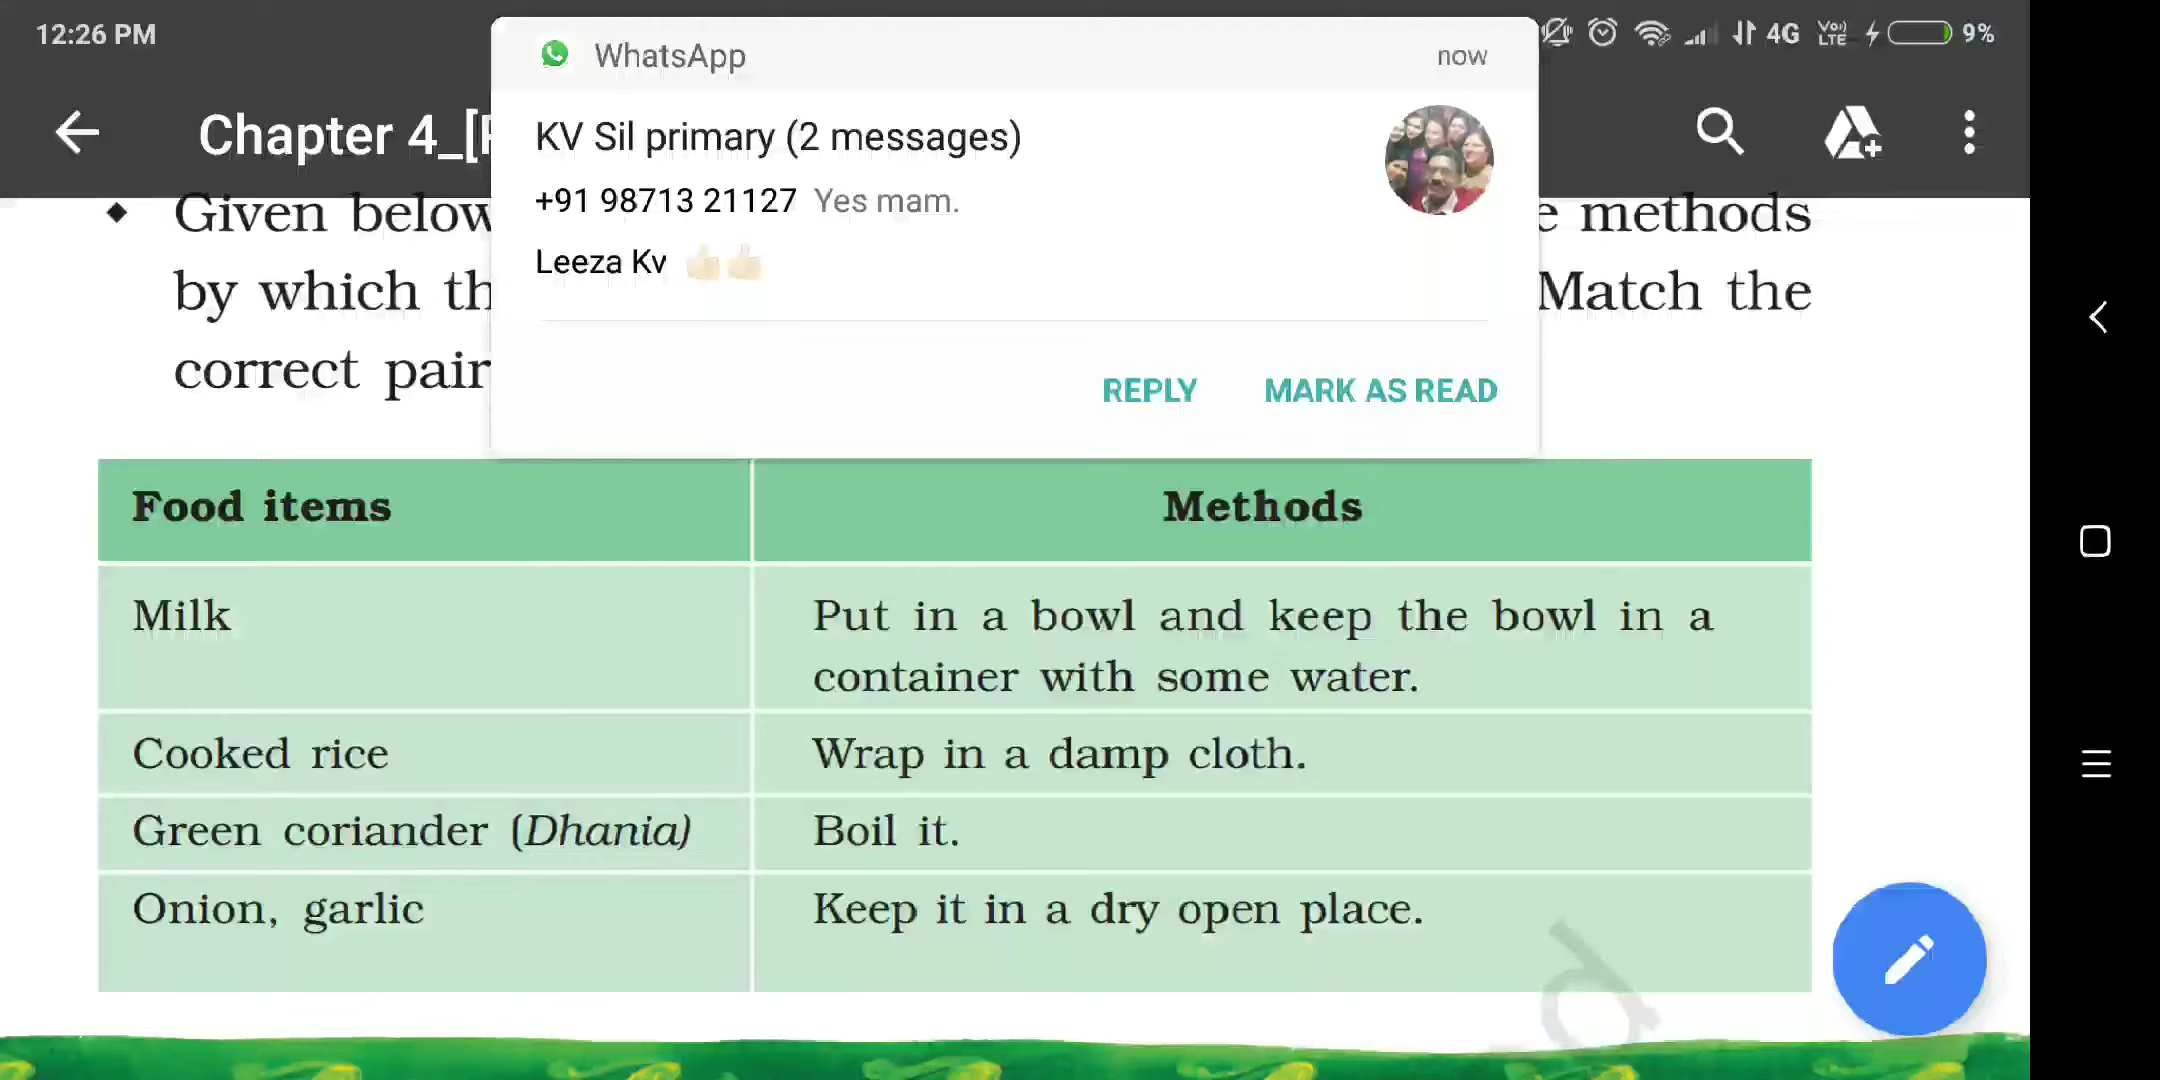 12:26 PM
4G
Vo))
LTE
9%
Chapter 4_[
WhatsApp
now
KV Sil primary (2 messages)
+91 98713 21127 Yes mam.
Leeza Kv 👍🏻👍🏻
REPLY MARK AS READ
◆ Given below e methods
by which th Match the
correct pair
Food items Methods
Milk Put in a bowl and keep the bowl in a
container with some water.
Cooked rice Wrap in a damp cloth.
Green coriander (Dhania) Boil it.
Onion, garlic Keep it in a dry open place.
d